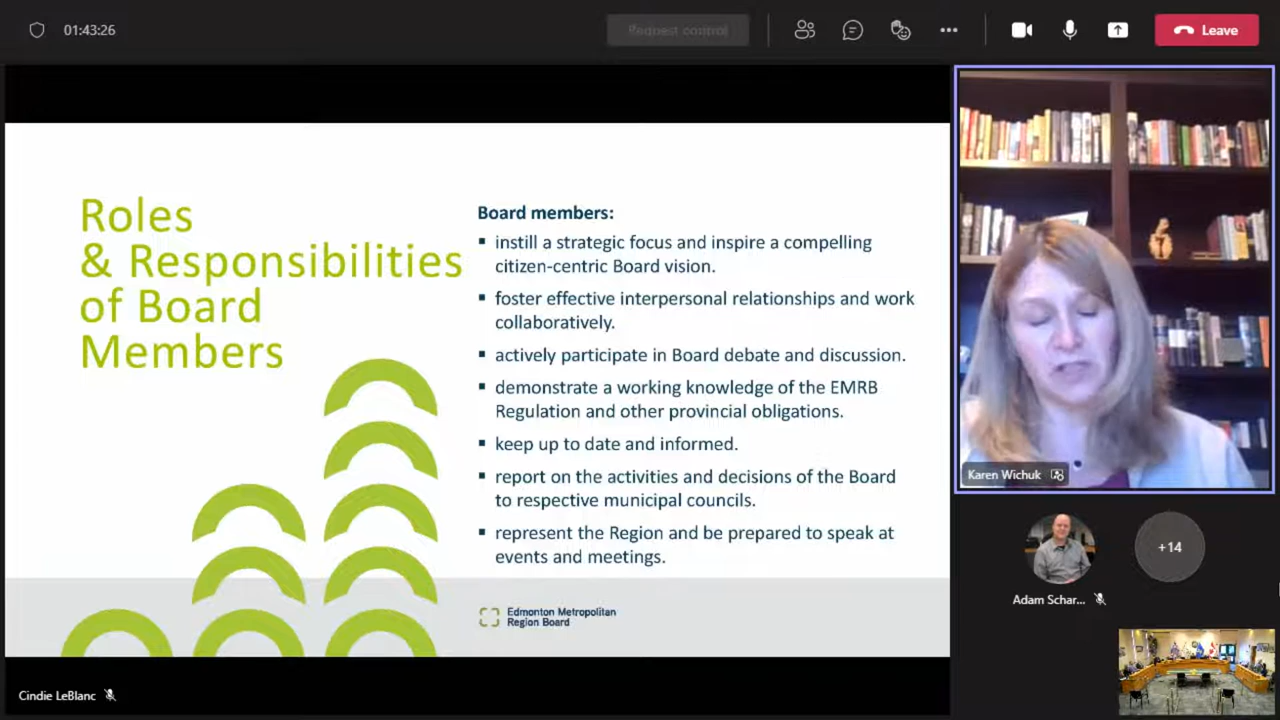 01:43:26
Request control
Leave
Roles
& Responsibilities
of Board
Members
Board members:
▪ instill a strategic focus and inspire a compelling
citizen-centric Board vision.
▪ foster effective interpersonal relationships and work
collaboratively.
▪ actively participate in Board debate and discussion.
▪ demonstrate a working knowledge of the EMRB
Regulation and other provincial obligations.
▪ keep up to date and informed.
▪ report on the activities and decisions of the Board
to respective municipal councils.
▪ represent the Region and be prepared to speak at
events and meetings.
Edmonton Metropolitan
Region Board
Karen Wichuk
Adam Schar...
+14
Cindie LeBlanc